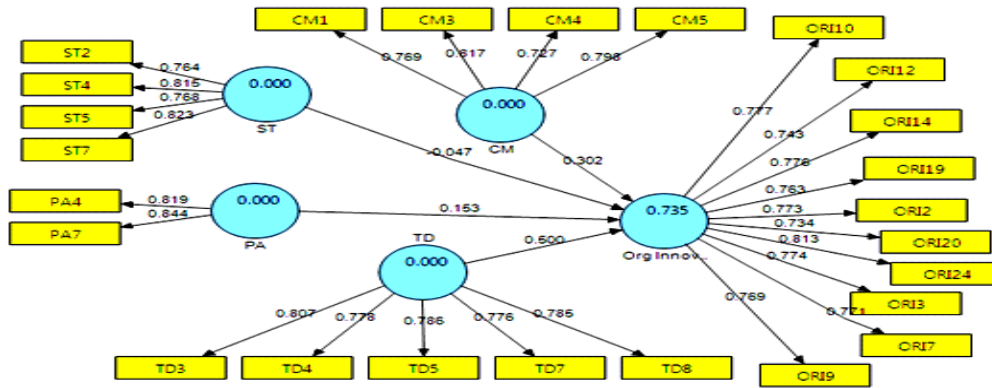 CM1
CM3
CM4
CM5
ORI10
ST2
ST4
ST5
ST7
0.764
0.815
0.768
0.823
0.000
ST
0.769
0.817
0.727
0.798
0.000
CM
ORI12
ORI14
ORI19
ORI2
ORI20
ORI24
ORI3
ORI7
ORI9
0.777
0.743
0.776
0.763
0.773
0.734
0.813
0.774
0.771
0.769
-0.047
0.302
PA4
PA7
0.819
0.844
0.000
PA
0.153
0.735
Org Innov...
TD
0.000
0.500
0.807
0.778
0.786
0.776
0.785
TD3
TD4
TD5
TD7
TD8